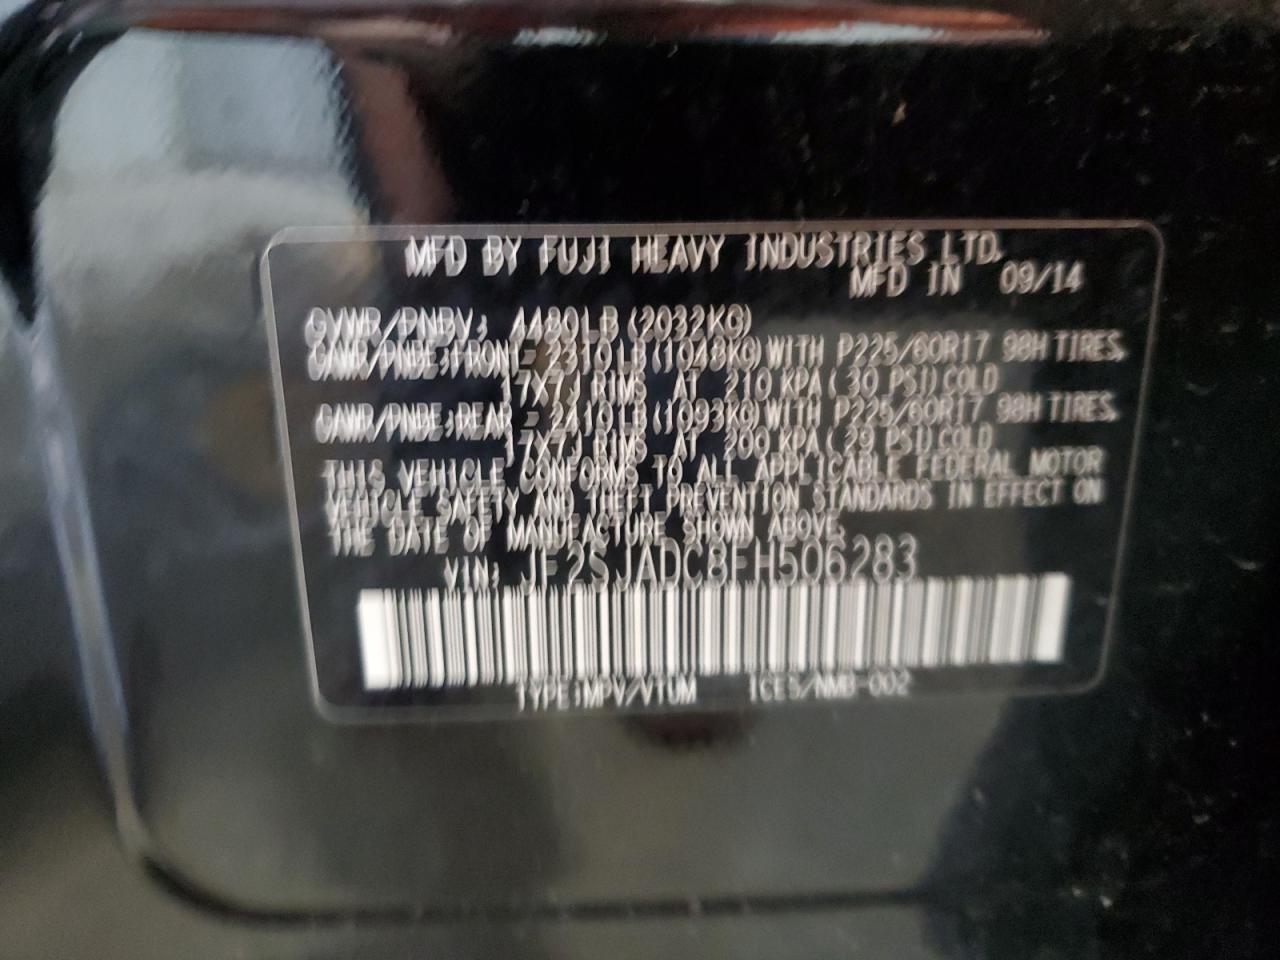 MFD BY FUJI HEAVY INDUSTRIES LTD.
MFD IN 09/14
GVWR/PNBV; 4480LB (2032KG)
GAWR/PNBE;FRONT- 2310LB(1048KG)WITH P225/60R17 98H TIRES,
17X7J RIMS AT 210 KPA(30 PSI)COLD
GAWR/PNBE;REAR - 2410LB(1093KG)WITH P225/60R17 98H TIRES,
17X7J RIMS AT 200 KPA(29 PSI)COLD
THIS VEHICLE CONFORMS TO ALL APPLICABLE FEDERAL MOTOR
VEHICLE SAFETY AND THEFT PREVENTION STANDARDS IN EFFECT ON
THE DATE OF MANUFACTURE SHOWN ABOVE.
VIN; JF2SJADC8FH506283
TYPE;MPV/VTUM